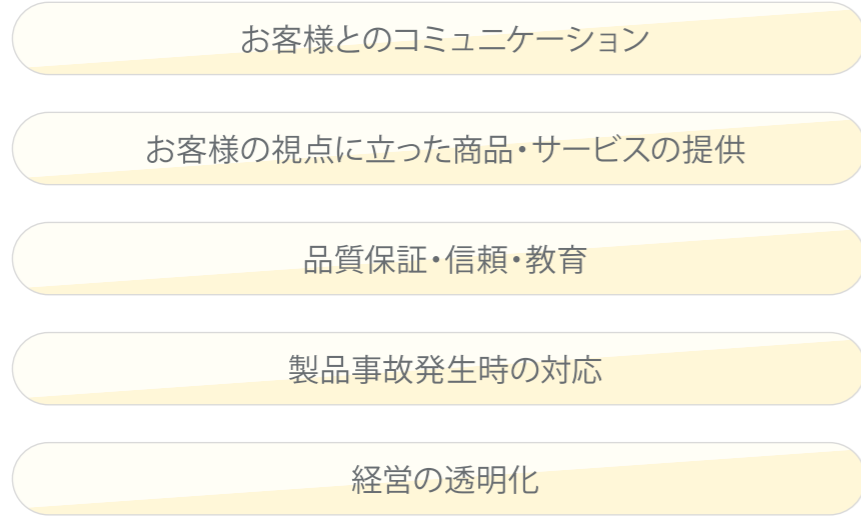 お客様とのコミュニケーション
お客様の視点に立った商品・サービスの提供
品質保証・信頼・教育
製品事故発生時の対応
経営の透明化